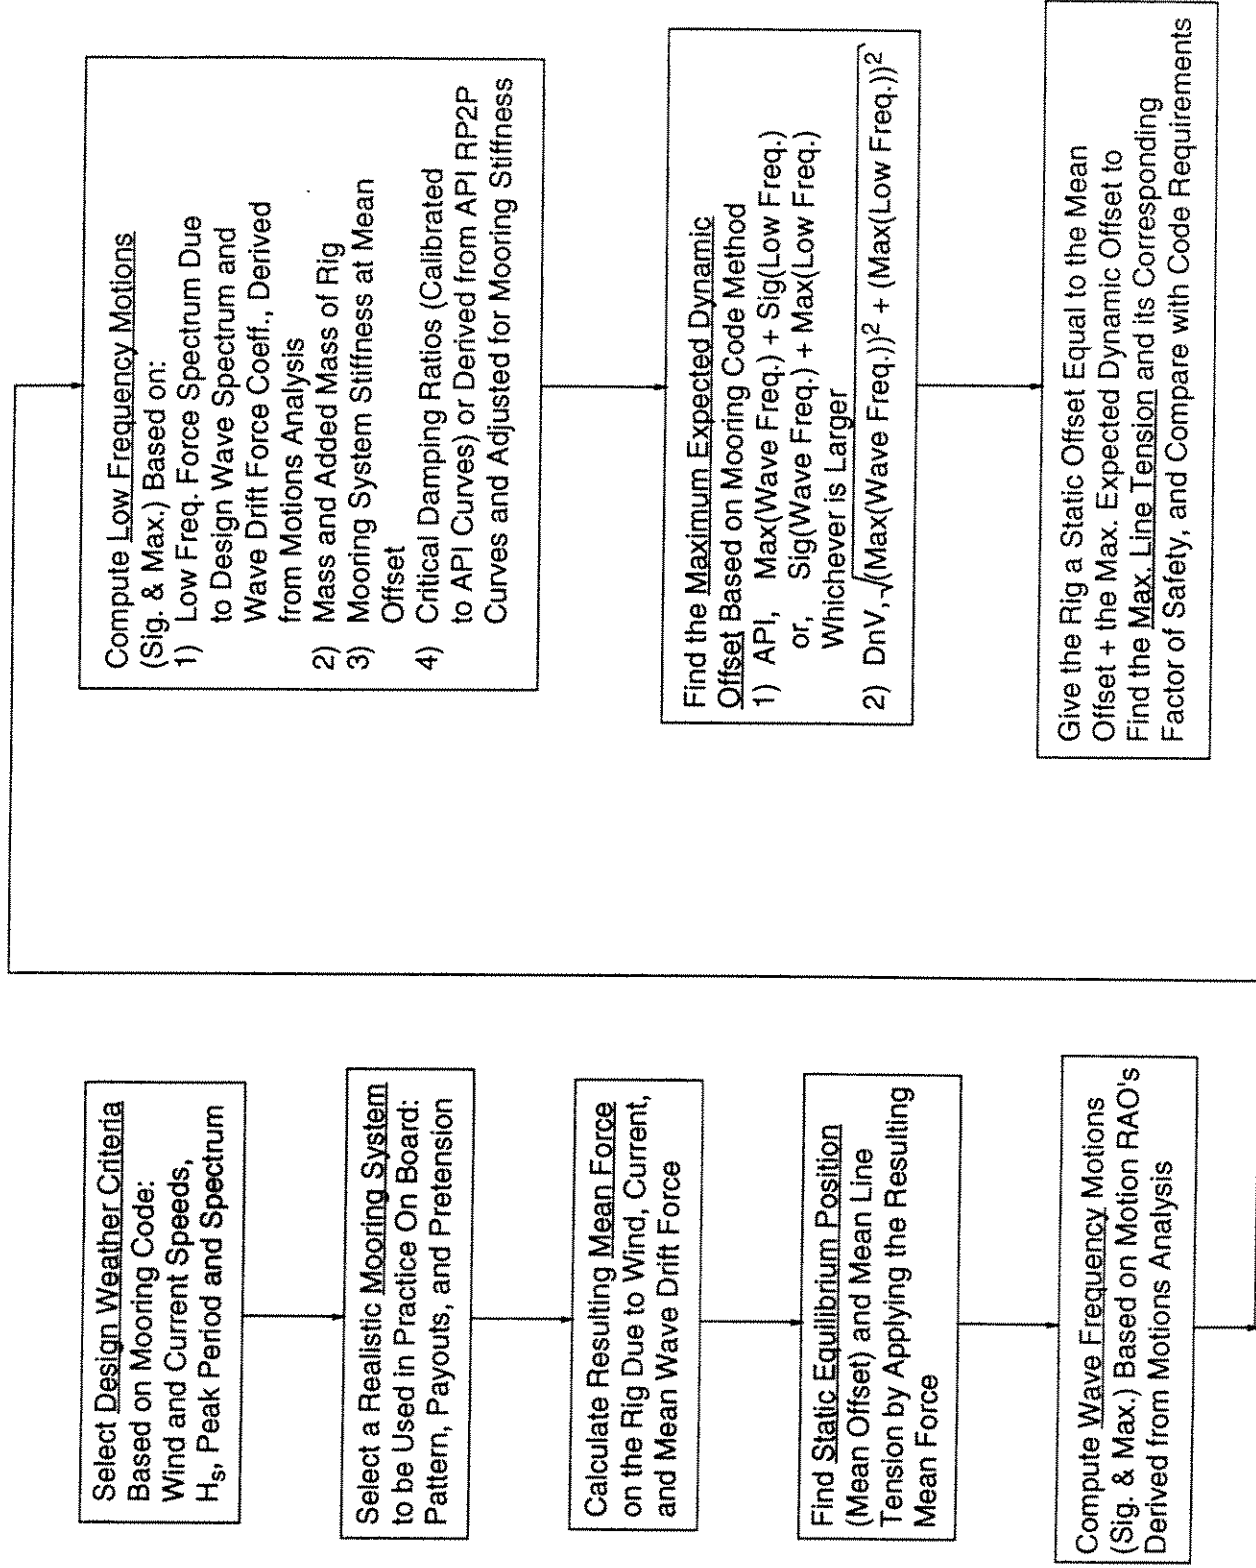 Select Design Weather Criteria
Based on Mooring Code:
Wind and Current Speeds,
Hs, Peak Period and Spectrum
Select a Realistic Mooring System
to be Used in Practice On Board:
Pattern, Payouts, and Pretension
Calculate Resulting Mean Force
on the Rig Due to Wind, Current,
and Mean Wave Drift Force
Find Static Equilibrium Position
(Mean Offset) and Mean Line
Tension by Applying the Resulting
Mean Force
Compute Wave Frequency Motions
(Sig. & Max.) Based on Motion RAO's
Derived from Motions Analysis
Compute Low Frequency Motions
(Sig. & Max.) Based on:
1) Low Freq. Force Spectrum Due
to Design Wave Spectrum and
Wave Drift Force Coeff., Derived
from Motions Analysis
2) Mass and Added Mass of Rig
3) Mooring System Stiffness at Mean
Offset
4) Critical Damping Ratios (Calibrated
to API Curves) or Derived from API RP2P
Curves and Adjusted for Mooring Stiffness
Find the Maximum Expected Dynamic
Offset Based on Mooring Code Method
1) API, Max(Wave Freq.) + Sig(Low Freq.)
or, Sig(Wave Freq.) + Max(Low Freq.)
Whichever is Larger
2) DnV, √(Max(Wave Freq.))² + (Max(Low Freq.))²
Give the Rig a Static Offset Equal to the Mean
Offset + the Max. Expected Dynamic Offset to
Find the Max. Line Tension and its Corresponding
Factor of Safety, and Compare with Code Requirements